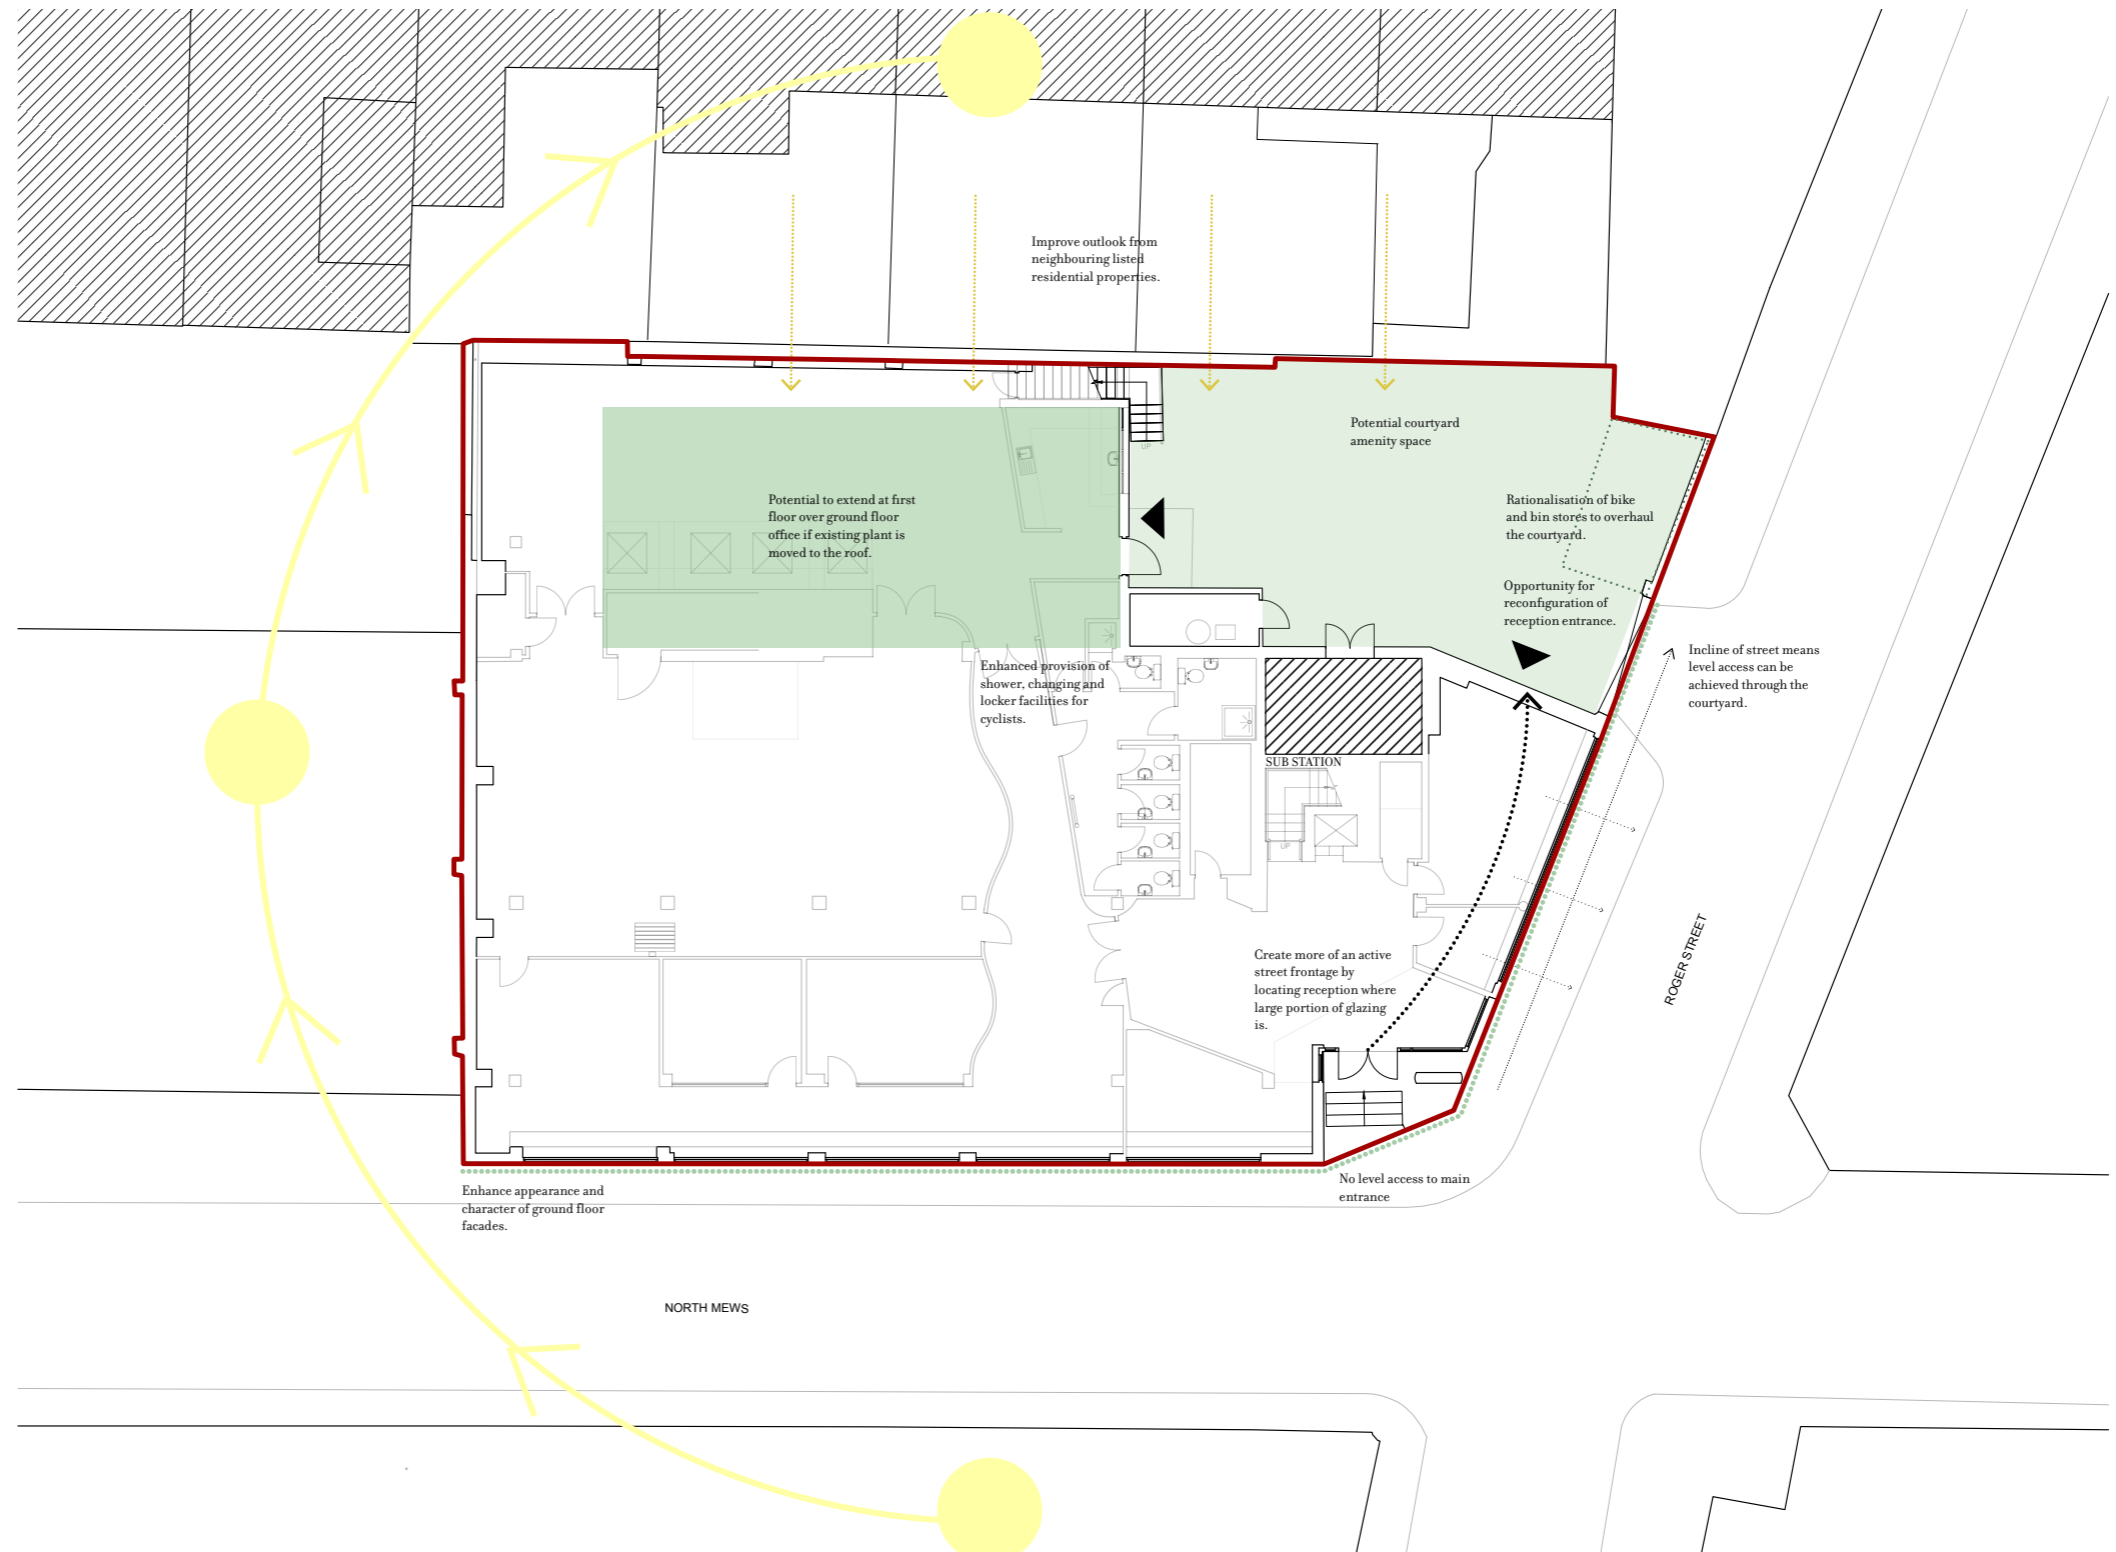 Improve outlook from
neighbouring listed
residential properties.
Potential courtyard
amenity space
Potential to extend at first
floor over ground floor
office if existing plant is
moved to the roof.
Rationalisation of bike
and bin stores to overhaul
the courtyard.
Opportunity for
reconfiguration of
reception entrance.
Incline of street means
level access can be
achieved through the
courtyard.
Enhanced provision of
shower, changing and
locker facilities for
cyclists.
SUB STATION
UP
UP
Create more of an active
street frontage by
locating reception where
large portion of glazing
is.
ROGER STREET
No level access to main
entrance
Enhance appearance and
character of ground floor
facades.
NORTH MEWS